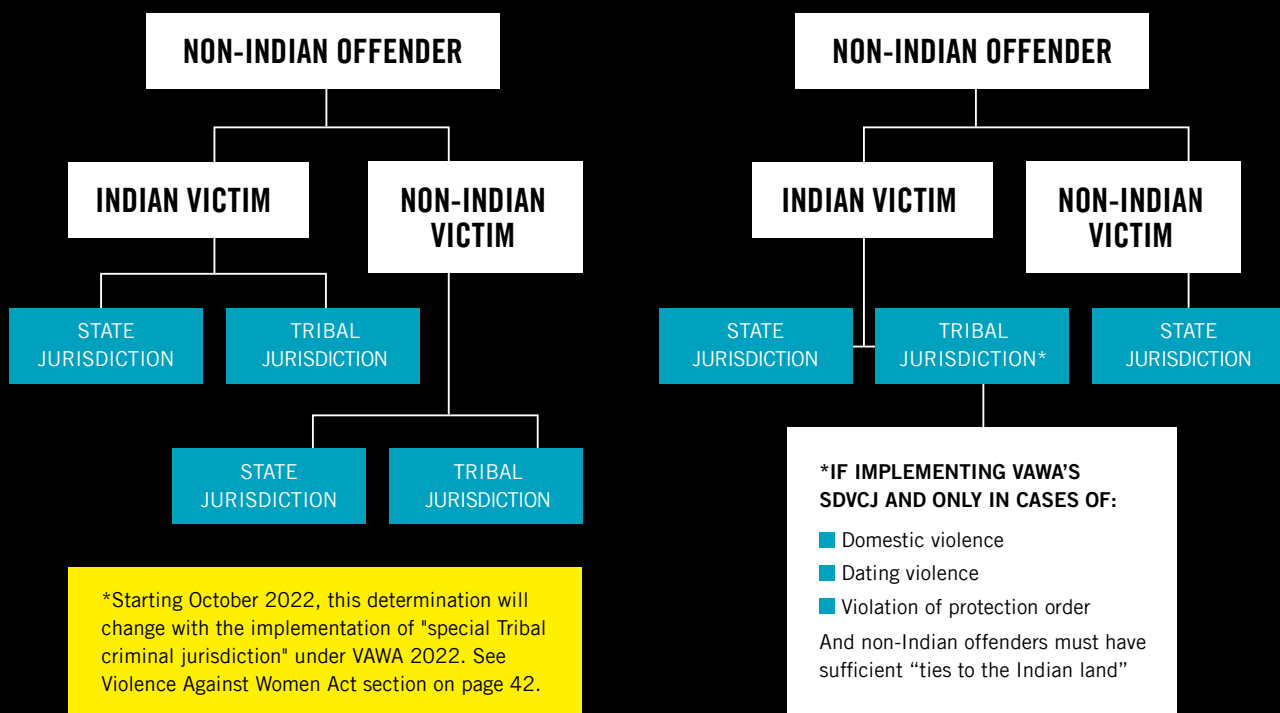 NON-INDIAN OFFENDER
INDIAN VICTIM
NON-INDIAN
VICTIM
STATE
JURISDICTION
TRIBAL
JURISDICTION
STATE
JURISDICTION
TRIBAL
JURISDICTION
*Starting October 2022, this determination will
change with the implementation of "special Tribal
criminal jurisdiction" under VAWA 2022. See
Violence Against Women Act section on page 42.
NON-INDIAN OFFENDER
INDIAN VICTIM
NON-INDIAN
VICTIM
STATE
JURISDICTION
TRIBAL
JURISDICTION*
STATE
JURISDICTION
*IF IMPLEMENTING VAWA’S
SDVCJ AND ONLY IN CASES OF:
Domestic violence
Dating violence
Violation of protection order
And non-Indian offenders must have
sufficient “ties to the Indian land”